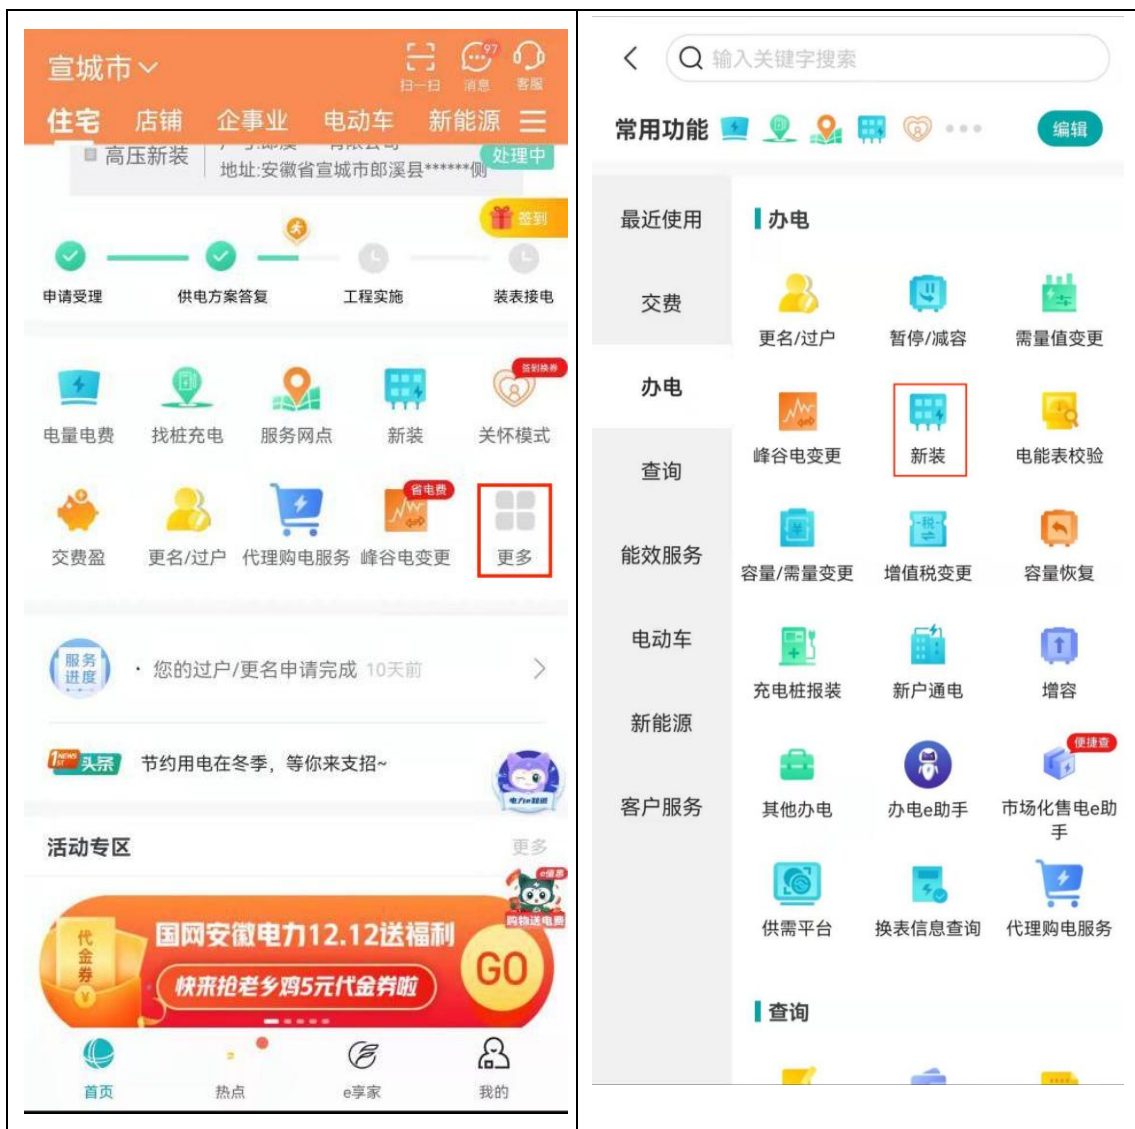 宣城市
扫一扫
消息
97
客服
住宅 店铺 企事业 电动车 新能源
高压新装
地址:安徽省宣城市郎溪县******侧
处理中
签到
申请受理 供电方案答复 工程实施 装表接电
签到换券
电量电费 找桩充电 服务网点 新装 关怀模式
省电费
交费盈 更名/过户 代理购电服务 峰谷电变更 更多
服务
进度
· 您的过户/更名申请完成 10天前
1ST NEWS 头条 节约用电在冬季，等你来支招~
活动专区 更多
e值惠
购物送电费
代金券
国网安徽电力12.12送福利
快来抢老乡鸡5元代金券啦
GO
首页 热点 e享家 我的
输入关键字搜索
常用功能 编辑
最近使用
交费
办电
查询
能效服务
电动车
新能源
客户服务
办电
更名/过户 暂停/减容 需量值变更
峰谷电变更 新装 电能表校验
容量/需量变更 增值税变更 容量恢复
充电桩报装 新户通电 增容
便捷查
其他办电 办电e助手 市场化售电e助
手
供需平台 换表信息查询 代理购电服务
查询